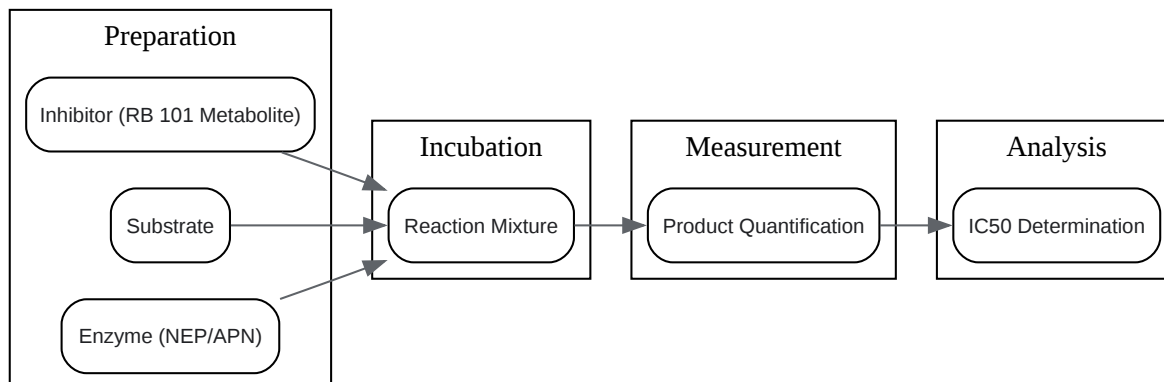 Preparation
Inhibitor (RB 101 Metabolite)
Substrate
Enzyme (NEP/APN)
Incubation
Reaction Mixture
Measurement
Product Quantification
Analysis
IC50 Determination